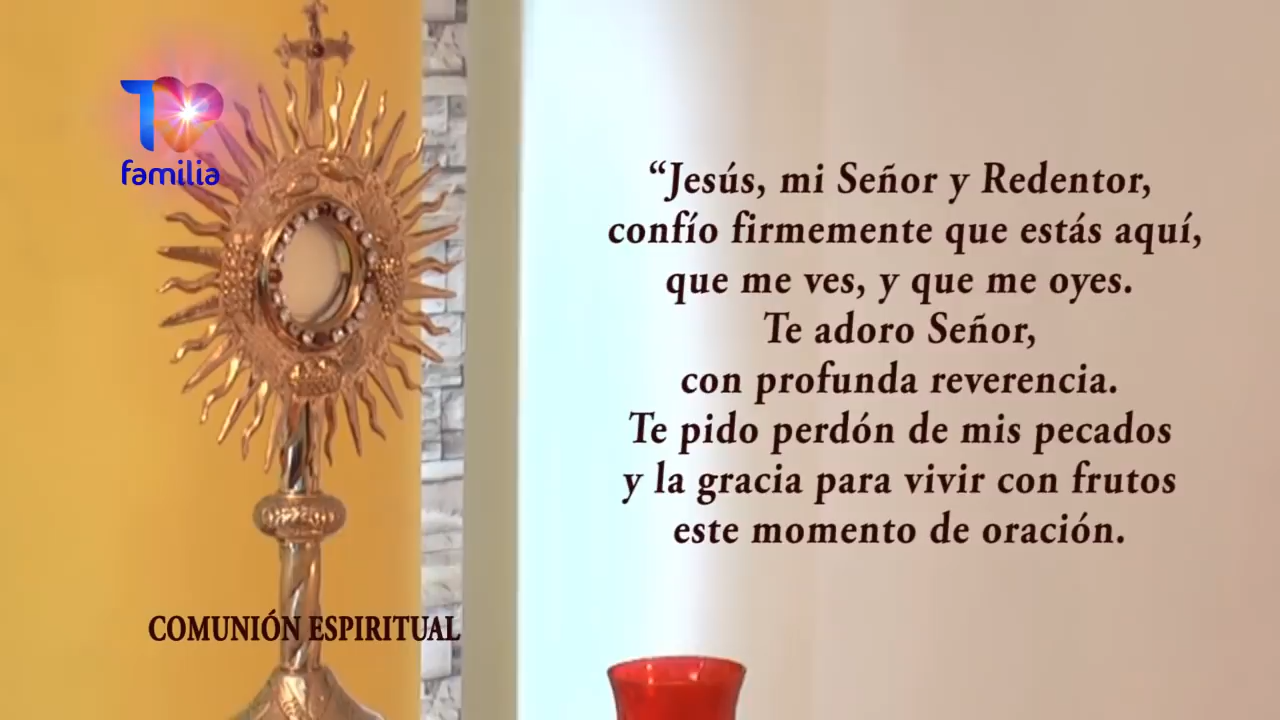 T
familia
“Jesús, mi Señor y Redentor,
confío firmemente que estás aquí,
que me ves, y que me oyes.
Te adoro Señor,
con profunda reverencia.
Te pido perdón de mis pecados
y la gracia para vivir con frutos
este momento de oración.
COMUNIÓN ESPIRITUAL